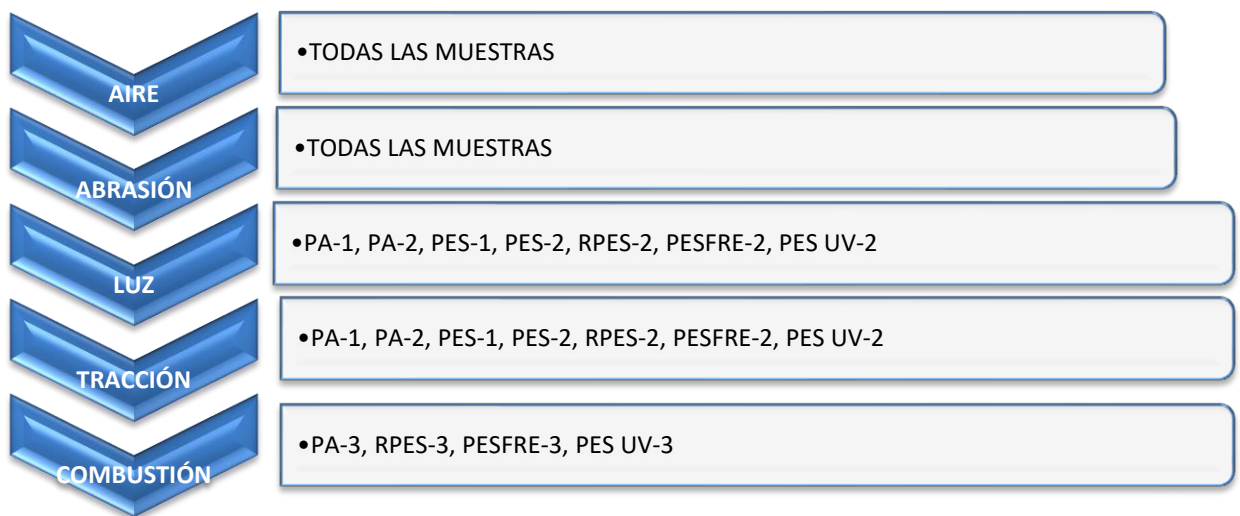 AIRE
•TODAS LAS MUESTRAS
ABRASIÓN
•TODAS LAS MUESTRAS
LUZ
•PA-1, PA-2, PES-1, PES-2, RPES-2, PESFRE-2, PES UV-2
TRACCIÓN
•PA-1, PA-2, PES-1, PES-2, RPES-2, PESFRE-2, PES UV-2
COMBUSTIÓN
•PA-3, RPES-3, PESFRE-3, PES UV-3